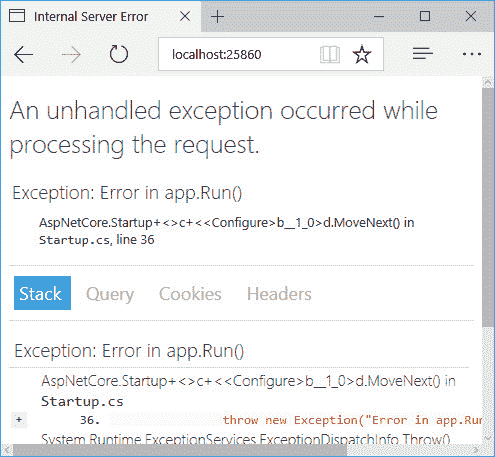 Internal Server Error
localhost:25860
An unhandled exception occurred while
processing the request.
Exception: Error in app.Run()
AspNetCore.Startup+<>c+<<Configure>b__1_0>d.MoveNext() in
Startup.cs, line 36
Stack Query Cookies Headers
Exception: Error in app.Run()
AspNetCore.Startup+<>c+<<Configure>b__1_0>d.MoveNext() in
Startup.cs
+ 36. throw new Exception("Error in app.Run
System.Runtime.ExceptionServices.ExceptionDispatchInfo.Throw()